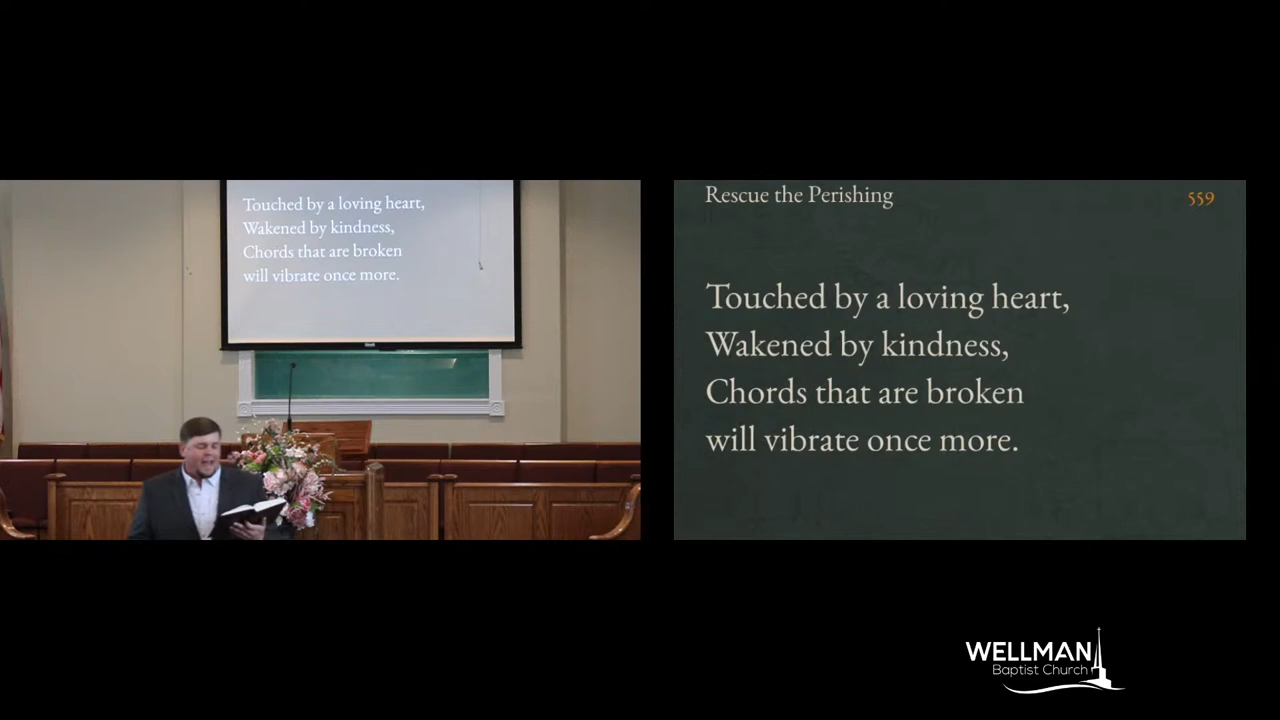 Touched by a loving heart,
Wakened by kindness,
Chords that are broken
will vibrate once more.
Rescue the Perishing
559
Touched by a loving heart,
Wakened by kindness,
Chords that are broken
will vibrate once more.
WELLMAN
Baptist Church